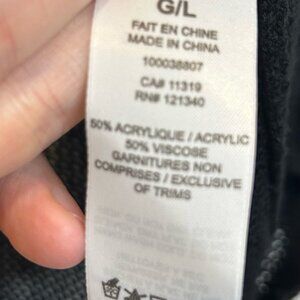 G/L
FAIT EN CHINE
MADE IN CHINA
100038807
CA# 11319
RN# 121340
50% ACRYLIQUE / ACRYLIC
50% VISCOSE
GARNITURES NON
COMPRISES / EXCLUSIVE
OF TRIMS